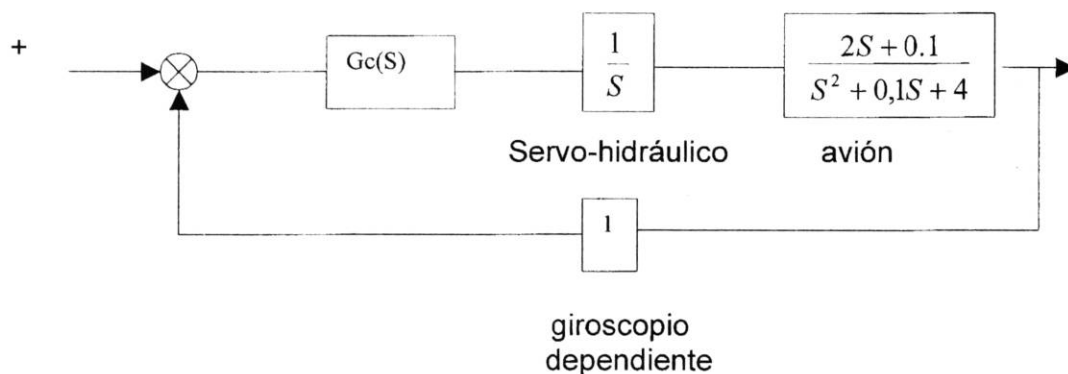 +
Gc(S)
1
S
2S + 0.1
S² + 0,1S + 4
Servo-hidráulico
avión
1
giroscopio
dependiente